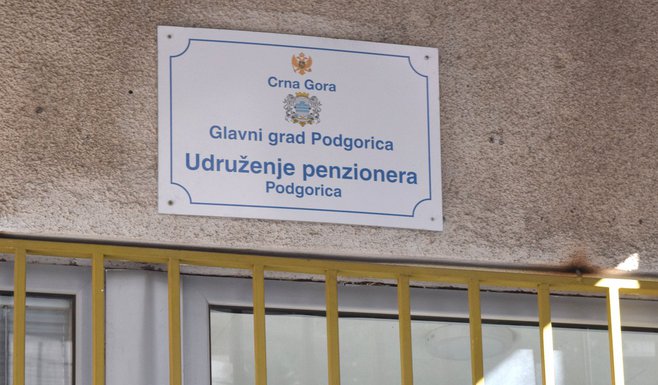 Crna Gora
Glavni grad Podgorica
Udruženje penzionera
Podgorica